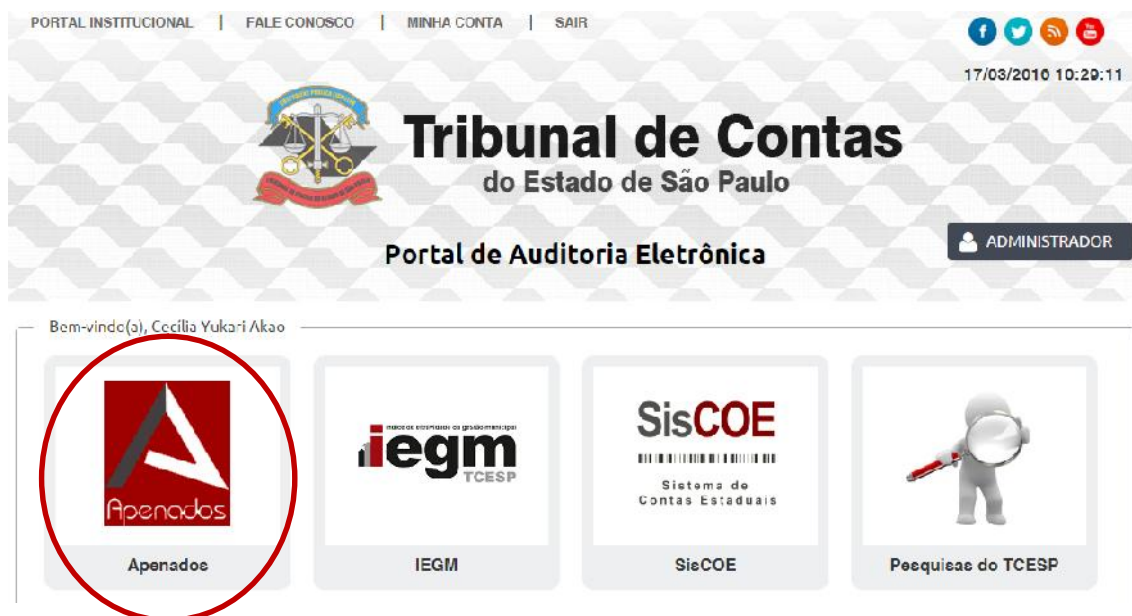 PORTAL INSTITUCIONAL | FALE CONOSCO | MINHA CONTA | SAIR
17/03/2016 10:29:11
Tribunal de Contas
do Estado de São Paulo
Portal de Auditoria Eletrônica
ADMINISTRADOR
Bem-vindo(a), Cecília Yukari Akao
Apenados
iegm
TCESP
SisCOE
Sistema de
Contas Estaduais
Apenados
IEGM
SisCOE
Pesquisas do TCESP